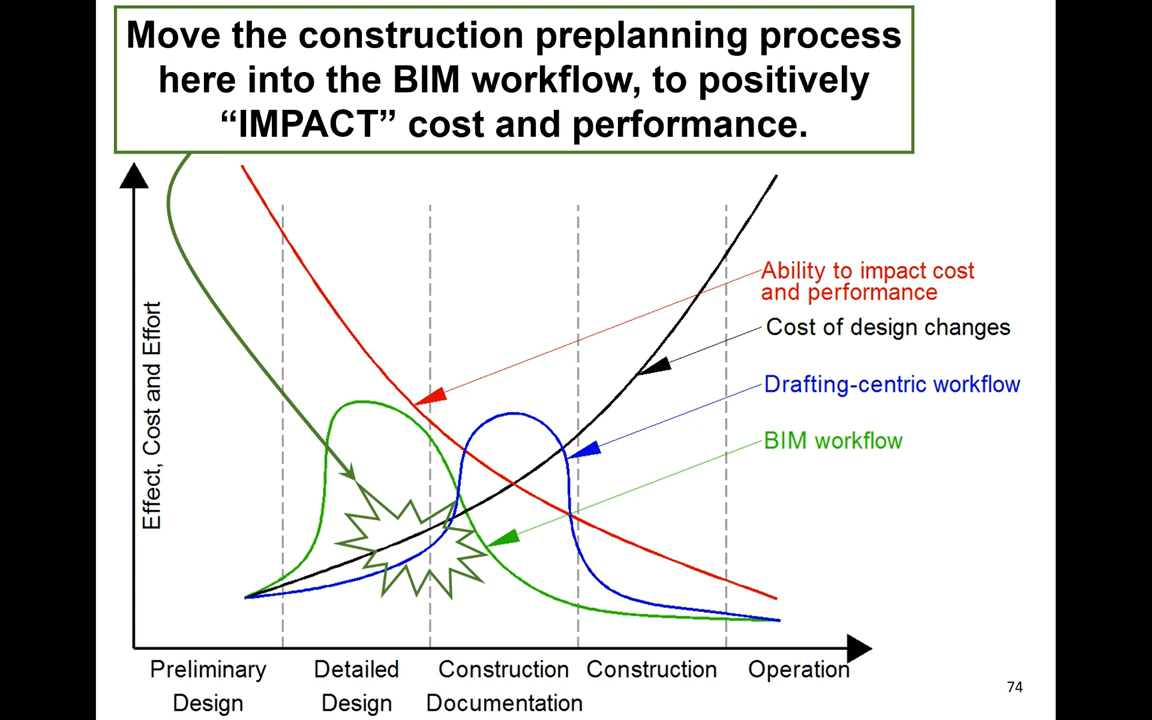 Move the construction preplanning process
here into the BIM workflow, to positively
“IMPACT” cost and performance.
Effect, Cost and Effort
Ability to impact cost
and performance
Cost of design changes
Drafting-centric workflow
BIM workflow
Preliminary
Design
Detailed
Design
Construction
Documentation
Construction
Operation
74